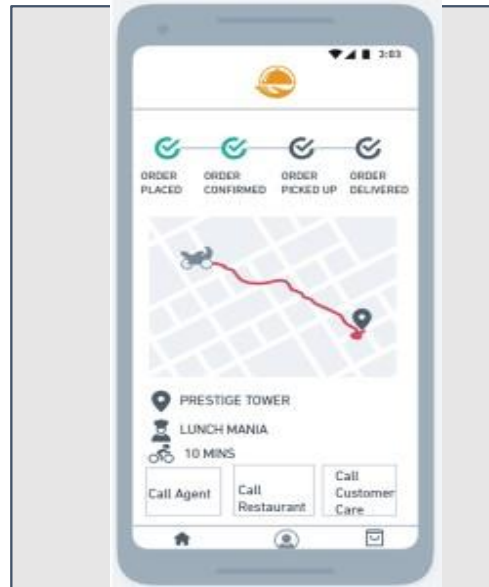 3:03
ORDER PLACED
ORDER CONFIRMED
ORDER PICKED UP
ORDER DELIVERED
PRESTIGE TOWER
LUNCH MANIA
10 MINS
Call Agent
Call Restaurant
Call Customer Care